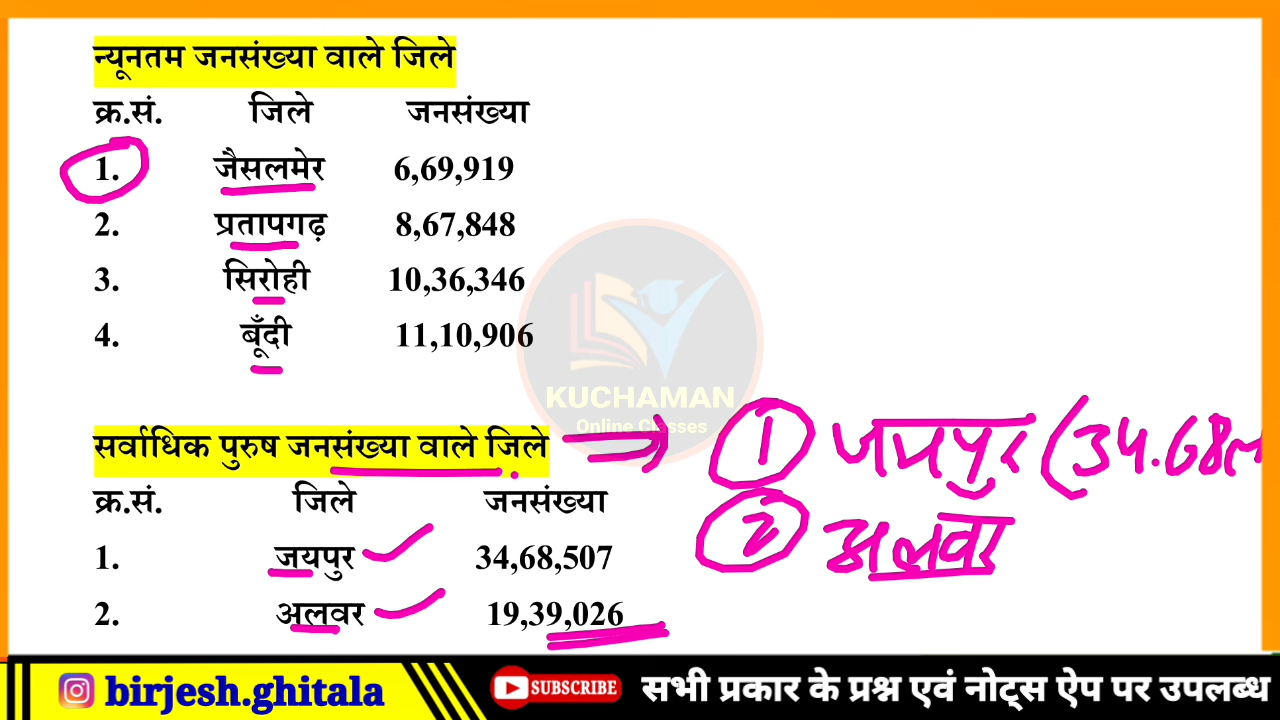 न्यूनतम जनसंख्या वाले जिले
क्र.सं. जिले जनसंख्या
1. जैसलमेर 6,69,919
2. प्रतापगढ़ 8,67,848
3. सिरोही 10,36,346
4. बूँदी 11,10,906
KUCHAMAN
Online Classes
सर्वाधिक पुरुष जनसंख्या वाले जिले
क्र.सं. जिले जनसंख्या
1. जयपुर 34,68,507
2. अलवर 19,39,026
1 जयपुर (34.68ल
2 अलवर
birjesh.ghitala
SUBSCRIBE
सभी प्रकार के प्रश्न एवं नोट्स ऐप पर उपलब्ध